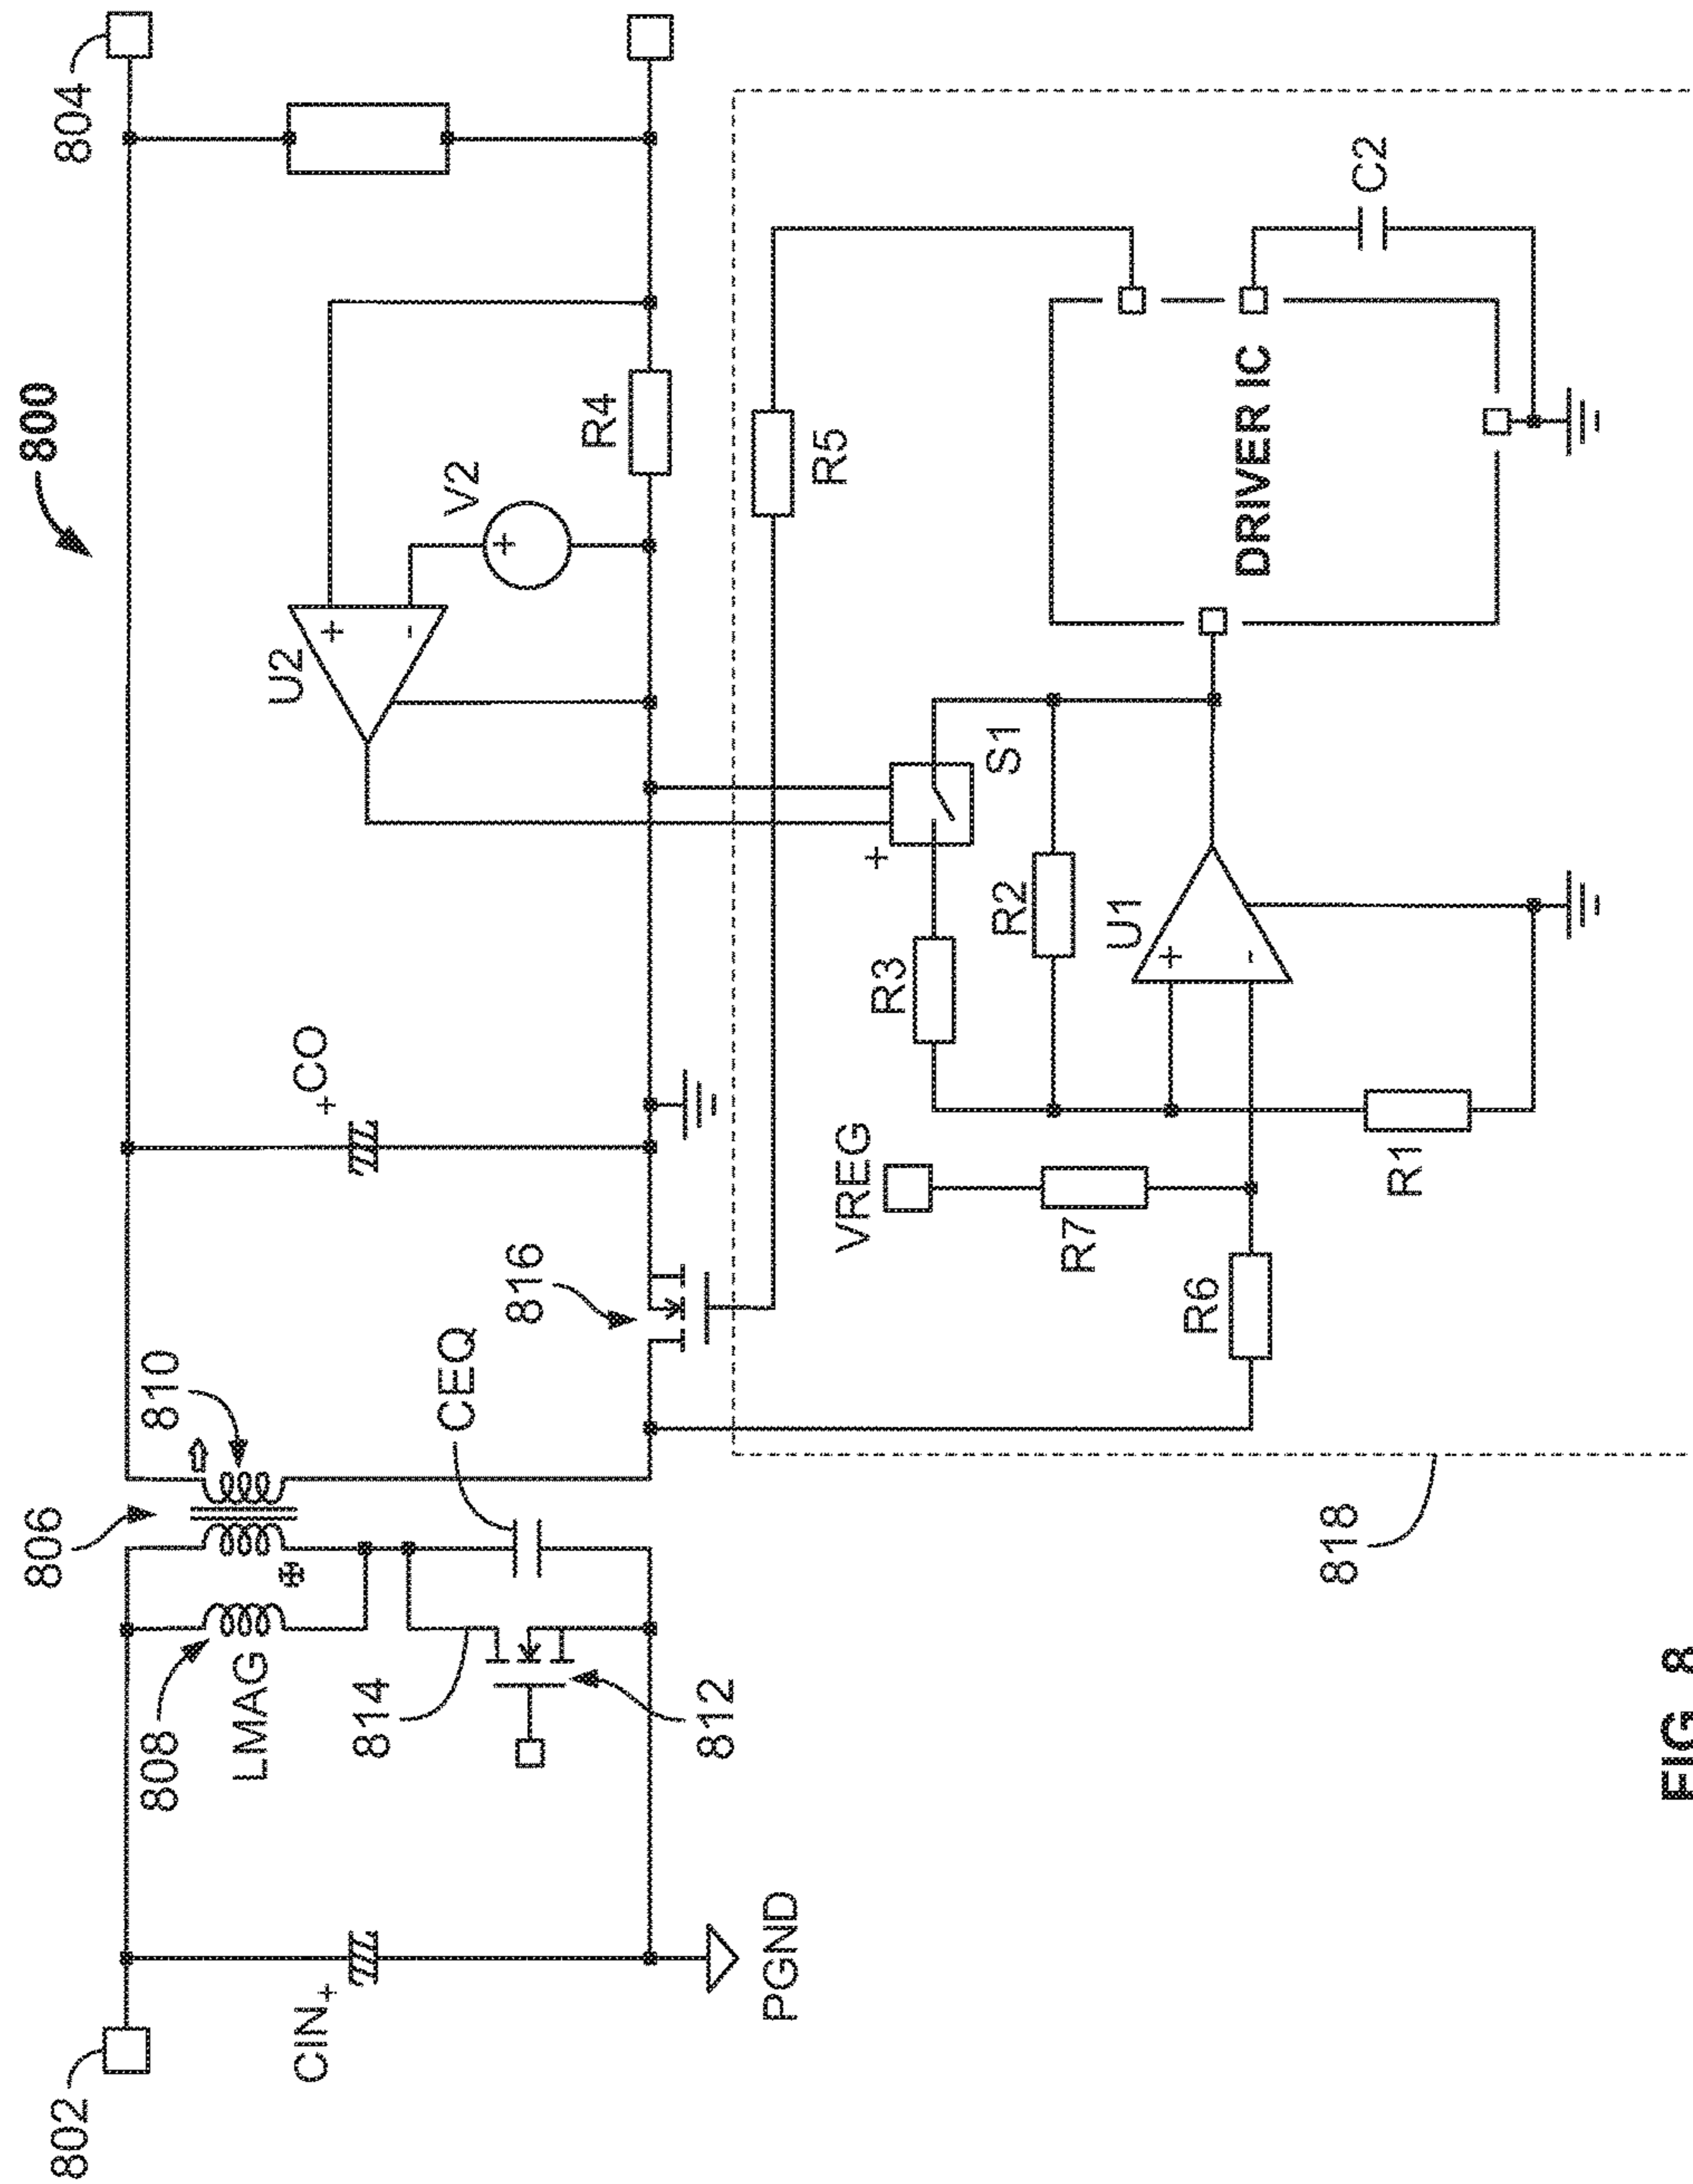 800
802
804
806
808
LMAG
810
812
814
816
818
CIN
+
PGND
CEQ
+
CO
U2
+
-
V2
+
R4
R5
VREG
R7
R6
R3
+
S1
R2
U1
+
-
R1
DRIVER IC
C2
FIG. 8